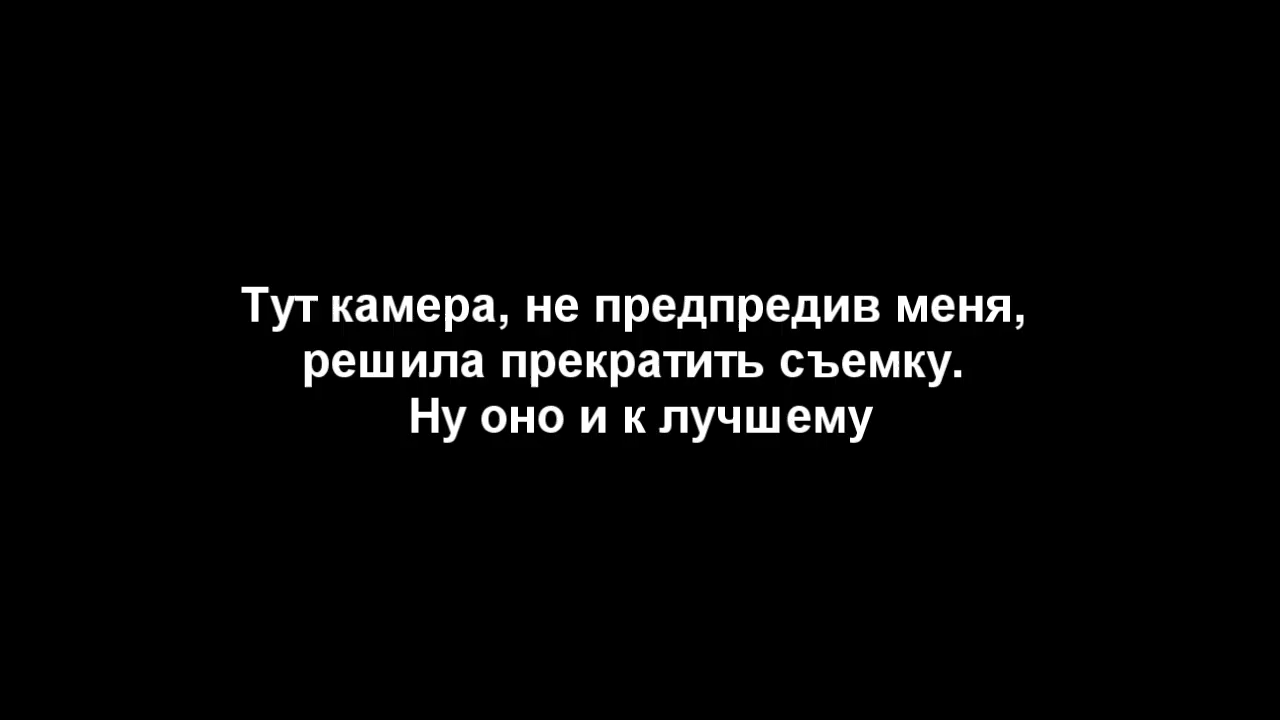 Тут камера, не предпредив меня,
решила прекратить съемку.
Ну оно и к лучшему